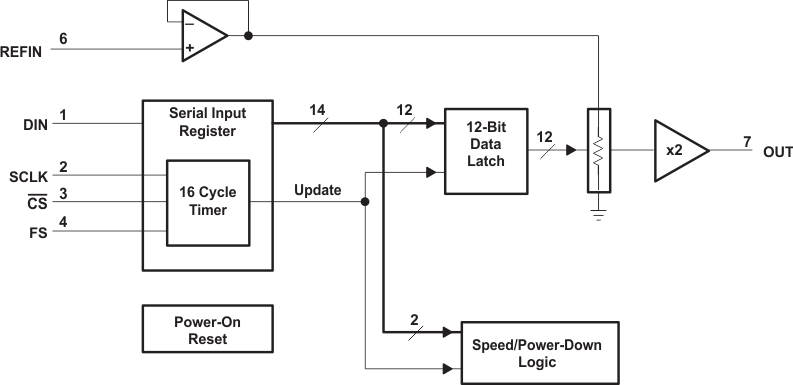 6
REFIN
−
+
DIN
1
Serial Input
Register
14
12
12-Bit
Data
Latch
12
x2
7
OUT
SCLK
2
CS
3
FS
4
16 Cycle
Timer
Update
Power-On
Reset
2
Speed/Power-Down
Logic